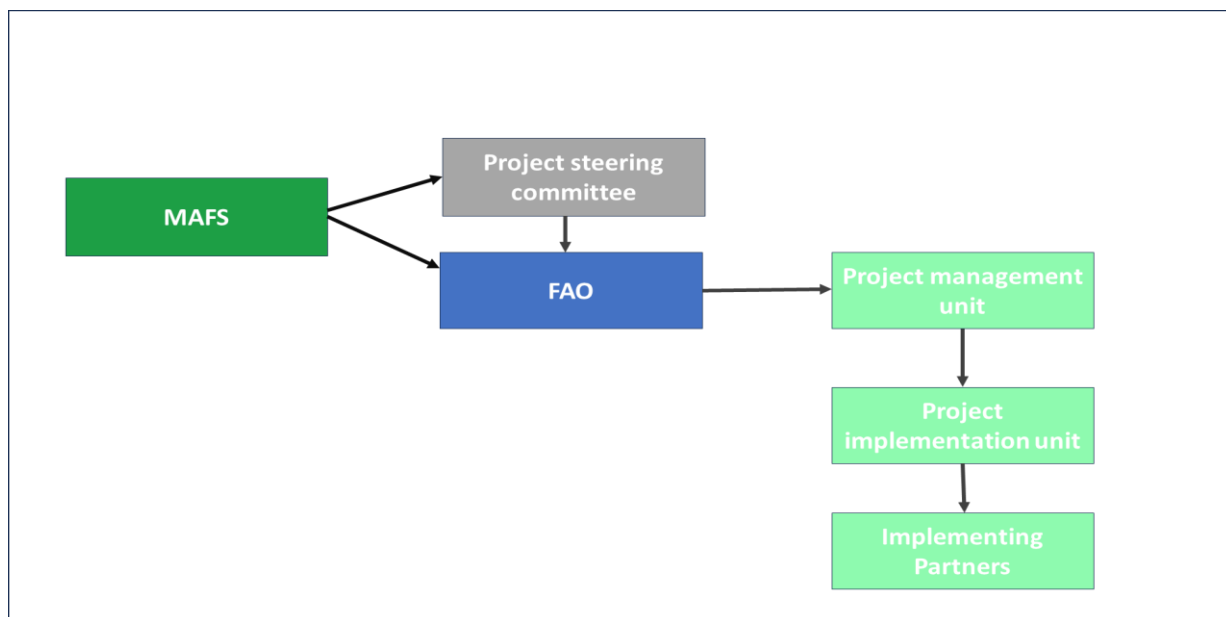 Project steering
committee
MAFS
FAO
Project management
unit
Project
implementation unit
Implementing
Partners